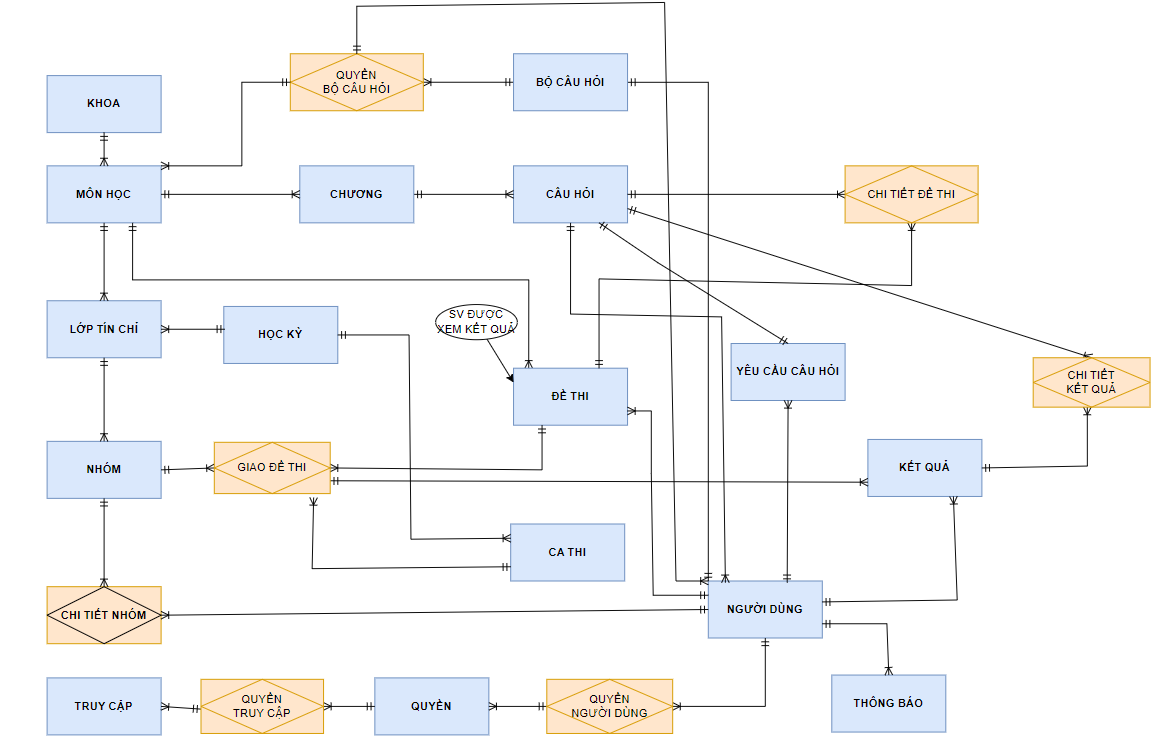 QUYỀN
BỘ CÂU HỎI
BỘ CÂU HỎI
KHOA
MÔN HỌC
CHƯƠNG
CÂU HỎI
CHI TIẾT ĐỀ THI
SV ĐƯỢC
XEM KẾT QUẢ
LỚP TÍN CHỈ
HỌC KỲ
YÊU CẦU CÂU HỎI
CHI TIẾT
KẾT QUẢ
ĐỀ THI
NHÓM
GIAO ĐỀ THI
KẾT QUẢ
CA THI
CHI TIẾT NHÓM
NGƯỜI DÙNG
TRUY CẬP
QUYỀN
TRUY CẬP
QUYỀN
QUYỀN
NGƯỜI DÙNG
THÔNG BÁO